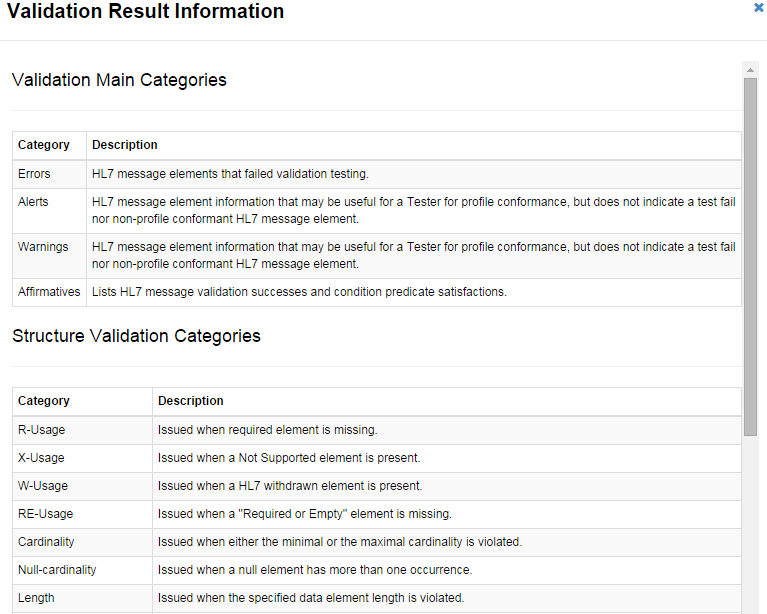 Validation Result Information
Validation Main Categories
Category Description
Errors HL7 message elements that failed validation testing.
Alerts HL7 message element information that may be useful for a Tester for profile conformance, but does not indicate a test fail
nor non-profile conformant HL7 message element.
Warnings HL7 message element information that may be useful for a Tester for profile conformance, but does not indicate a test fail
nor non-profile conformant HL7 message element.
Affirmatives Lists HL7 message validation successes and condition predicate satisfactions.
Structure Validation Categories
Category Description
R-Usage Issued when required element is missing.
X-Usage Issued when a Not Supported element is present.
W-Usage Issued when a HL7 withdrawn element is present.
RE-Usage Issued when a "Required or Empty" element is missing.
Cardinality Issued when either the minimal or the maximal cardinality is violated.
Null-cardinality Issued when a null element has more than one occurrence.
Length Issued when the specified data element length is violated.